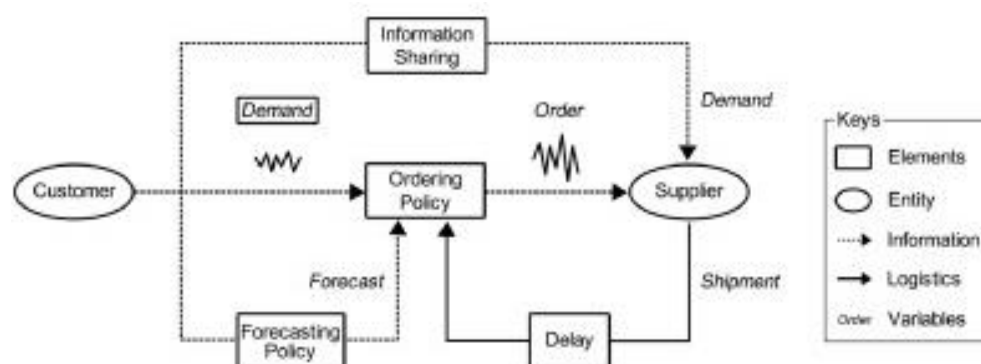 Information
Sharing
Demand
Order
Demand
Customer
Ordering
Policy
Supplier
Forecast
Shipment
Forecasting
Policy
Delay
Keys
Elements
Entity
Information
Logistics
Order Variables